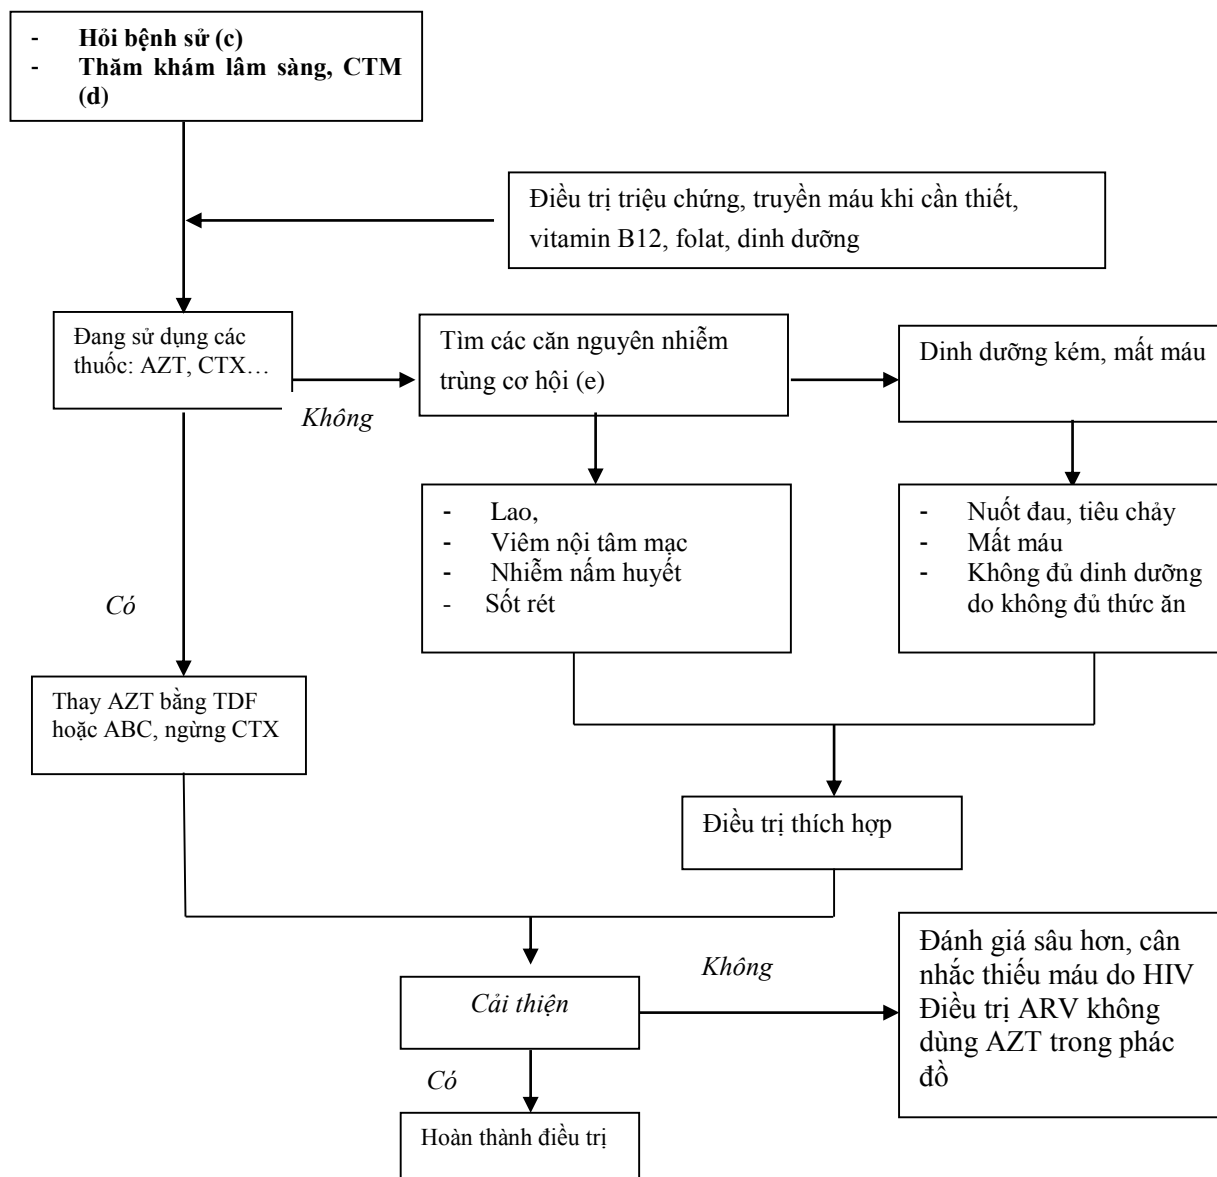 - Hỏi bệnh sử (c)
- Thăm khám lâm sàng, CTM
(d)
Điều trị triệu chứng, truyền máu khi cần thiết,
vitamin B12, folat, dinh dưỡng
Đang sử dụng các
thuốc: AZT, CTX…
Không
Tìm các căn nguyên nhiễm
trùng cơ hội (e)
Dinh dưỡng kém, mất máu
- Lao,
- Viêm nội tâm mạc
- Nhiễm nấm huyết
- Sốt rét
- Nuốt đau, tiêu chảy
- Mất máu
- Không đủ dinh dưỡng
do không đủ thức ăn
Có
Thay AZT bằng TDF
hoặc ABC, ngừng CTX
Điều trị thích hợp
Cải thiện
Không
Đánh giá sâu hơn, cân
nhắc thiếu máu do HIV
Điều trị ARV không
dùng AZT trong phác
đồ
Có
Hoàn thành điều trị